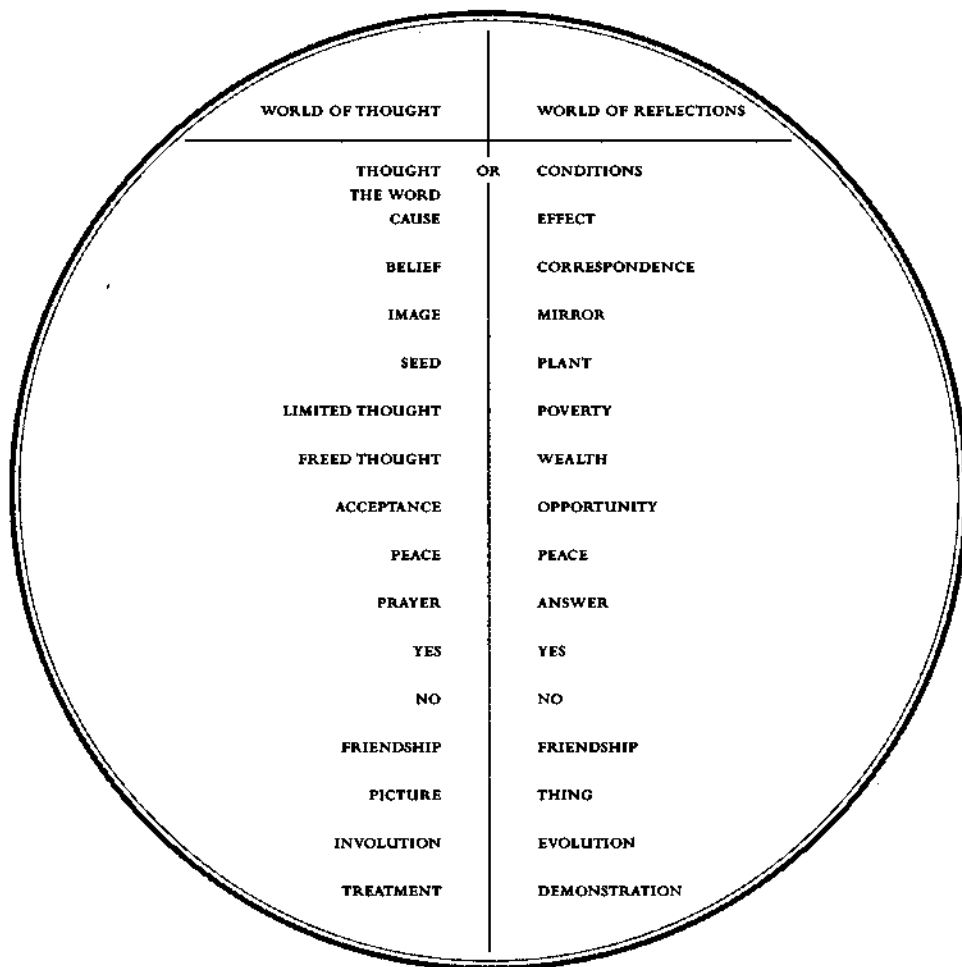 WORLD OF THOUGHT WORLD OF REFLECTIONS
THOUGHT OR CONDITIONS
THE WORD
CAUSE EFFECT
BELIEF CORRESPONDENCE
IMAGE MIRROR
SEED PLANT
LIMITED THOUGHT POVERTY
FREED THOUGHT WEALTH
ACCEPTANCE OPPORTUNITY
PEACE PEACE
PRAYER ANSWER
YES YES
NO NO
FRIENDSHIP FRIENDSHIP
PICTURE THING
INVOLUTION EVOLUTION
TREATMENT DEMONSTRATION